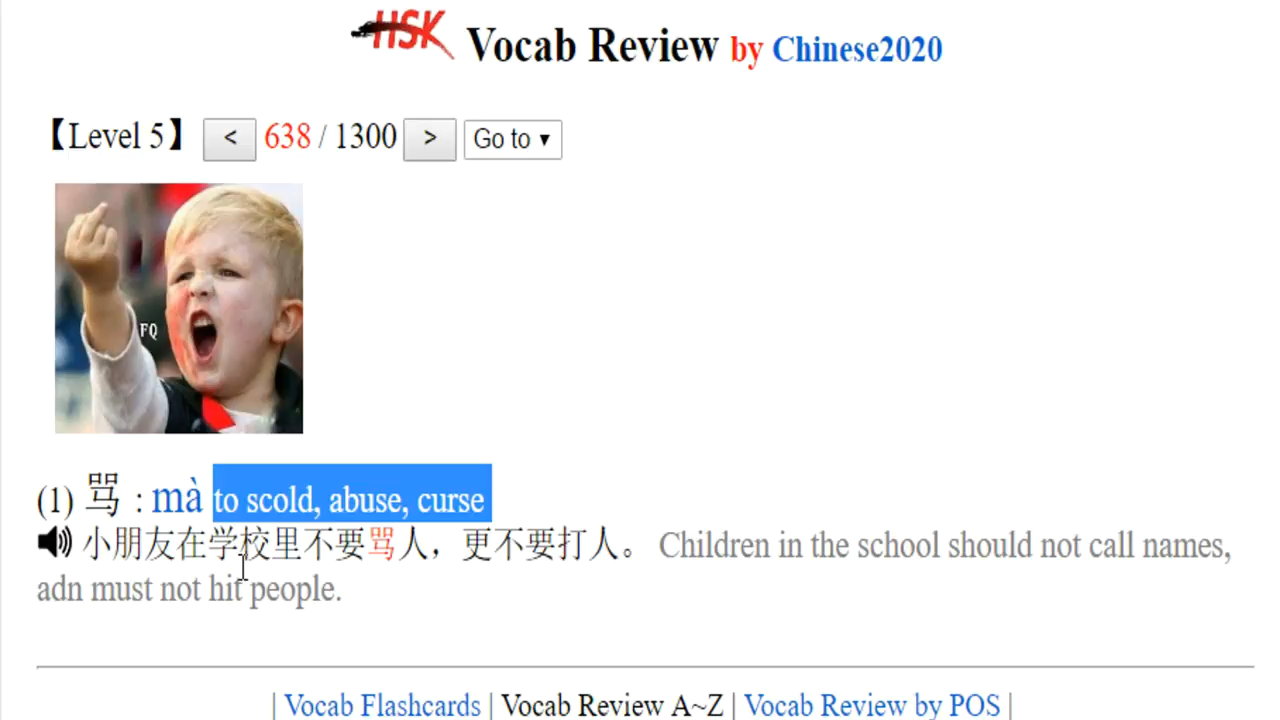 HSK Vocab Review by Chinese2020
【Level 5】 < 638 / 1300 > Go to ▾
FQ
(1) 骂 : mà to scold, abuse, curse
小朋友在学校里不要骂人，更不要打人。 Children in the school should not call names,
adn must not hit people.
| Vocab Flashcards | Vocab Review A~Z | Vocab Review by POS |